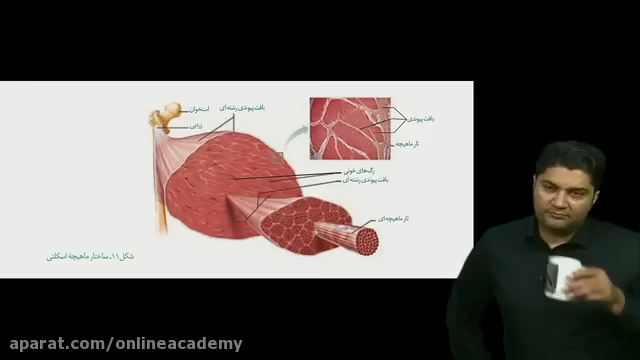 استخوان
زردپی
بافت پیوندی رشته ای
بافت پیوندی
تار ماهیچه
رگ های خونی
بافت پیوندی رشته ای
تار ماهیچه ای
شکل ۱۱ـ ساختار ماهیچهٔ اسکلتی
aparat.com/onlineacademy